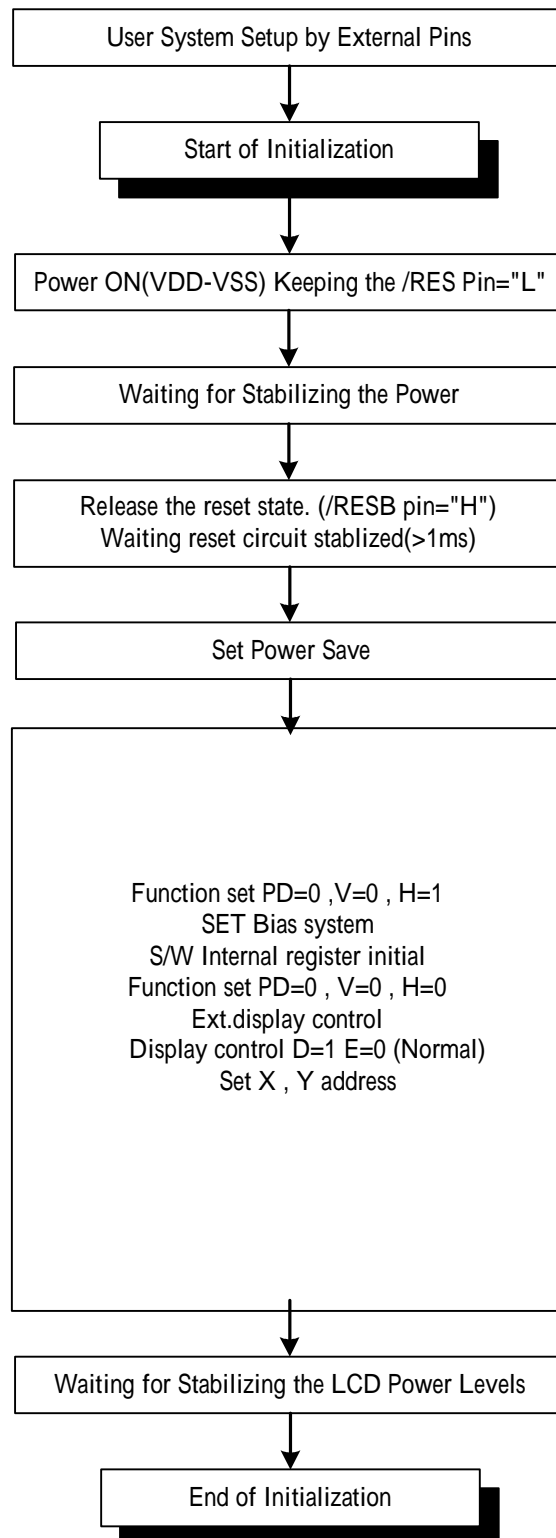 User System Setup by External Pins
Start of Initialization
Power ON(VDD-VSS) Keeping the /RES Pin="L"
Waiting for Stabilizing the Power
Release the reset state. (/RESB pin="H")
Waiting reset circuit stablized(>1ms)
Set Power Save
Function set PD=0 ,V=0 , H=1
SET Bias system
S/W Internal register initial
Function set PD=0 , V=0 , H=0
Ext.display control
Display control D=1 E=0 (Normal)
Set X , Y address
Waiting for Stabilizing the LCD Power Levels
End of Initialization